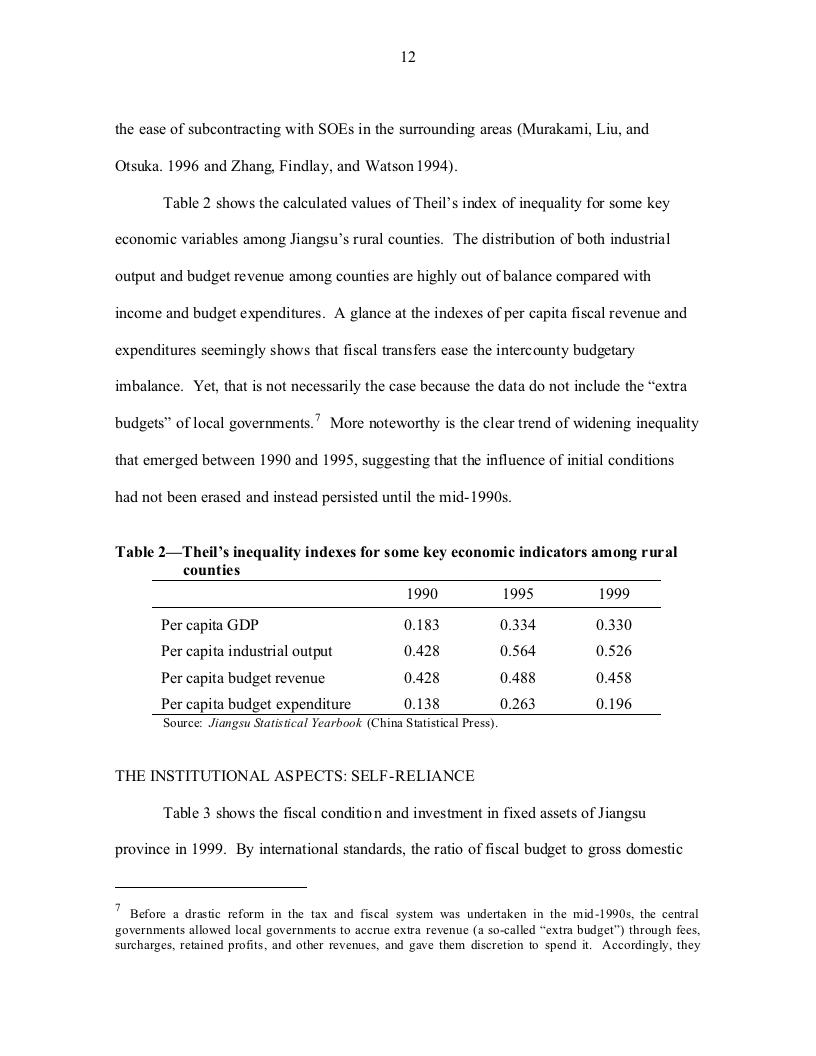 12
the ease of subcontracting with SOEs in the surrounding areas (Murakami, Liu, and
Otsuka. 1996 and Zhang, Findlay, and Watson 1994).
Table 2 shows the calculated values of Theil’s index of inequality for some key
economic variables among Jiangsu’s rural counties.  The distribution of both industrial
output and budget revenue among counties are highly out of balance compared with
income and budget expenditures.  A glance at the indexes of per capita fiscal revenue and
expenditures seemingly shows that fiscal transfers ease the intercounty budgetary
imbalance.  Yet, that is not necessarily the case because the data do not include the “extra
budgets” of local governments.7  More noteworthy is the clear trend of widening inequality
that emerged between 1990 and 1995, suggesting that the influence of initial conditions
had not been erased and instead persisted until the mid-1990s.
Table 2—Theil’s inequality indexes for some key economic indicators among rural
counties
1990 1995 1999
Per capita GDP 0.183 0.334 0.330
Per capita industrial output 0.428 0.564 0.526
Per capita budget revenue 0.428 0.488 0.458
Per capita budget expenditure 0.138 0.263 0.196
Source:  Jiangsu Statistical Yearbook (China Statistical Press).
THE INSTITUTIONAL ASPECTS: SELF-RELIANCE
Table 3 shows the fiscal condition and investment in fixed assets of Jiangsu
province in 1999.  By international standards, the ratio of fiscal budget to gross domestic
7 Before a drastic reform in the tax and fiscal system was undertaken in the mid-1990s, the central
governments allowed local governments to accrue extra revenue (a so-called “extra budget”) through fees,
surcharges, retained profits, and other revenues, and gave them discretion to spend it.  Accordingly, they